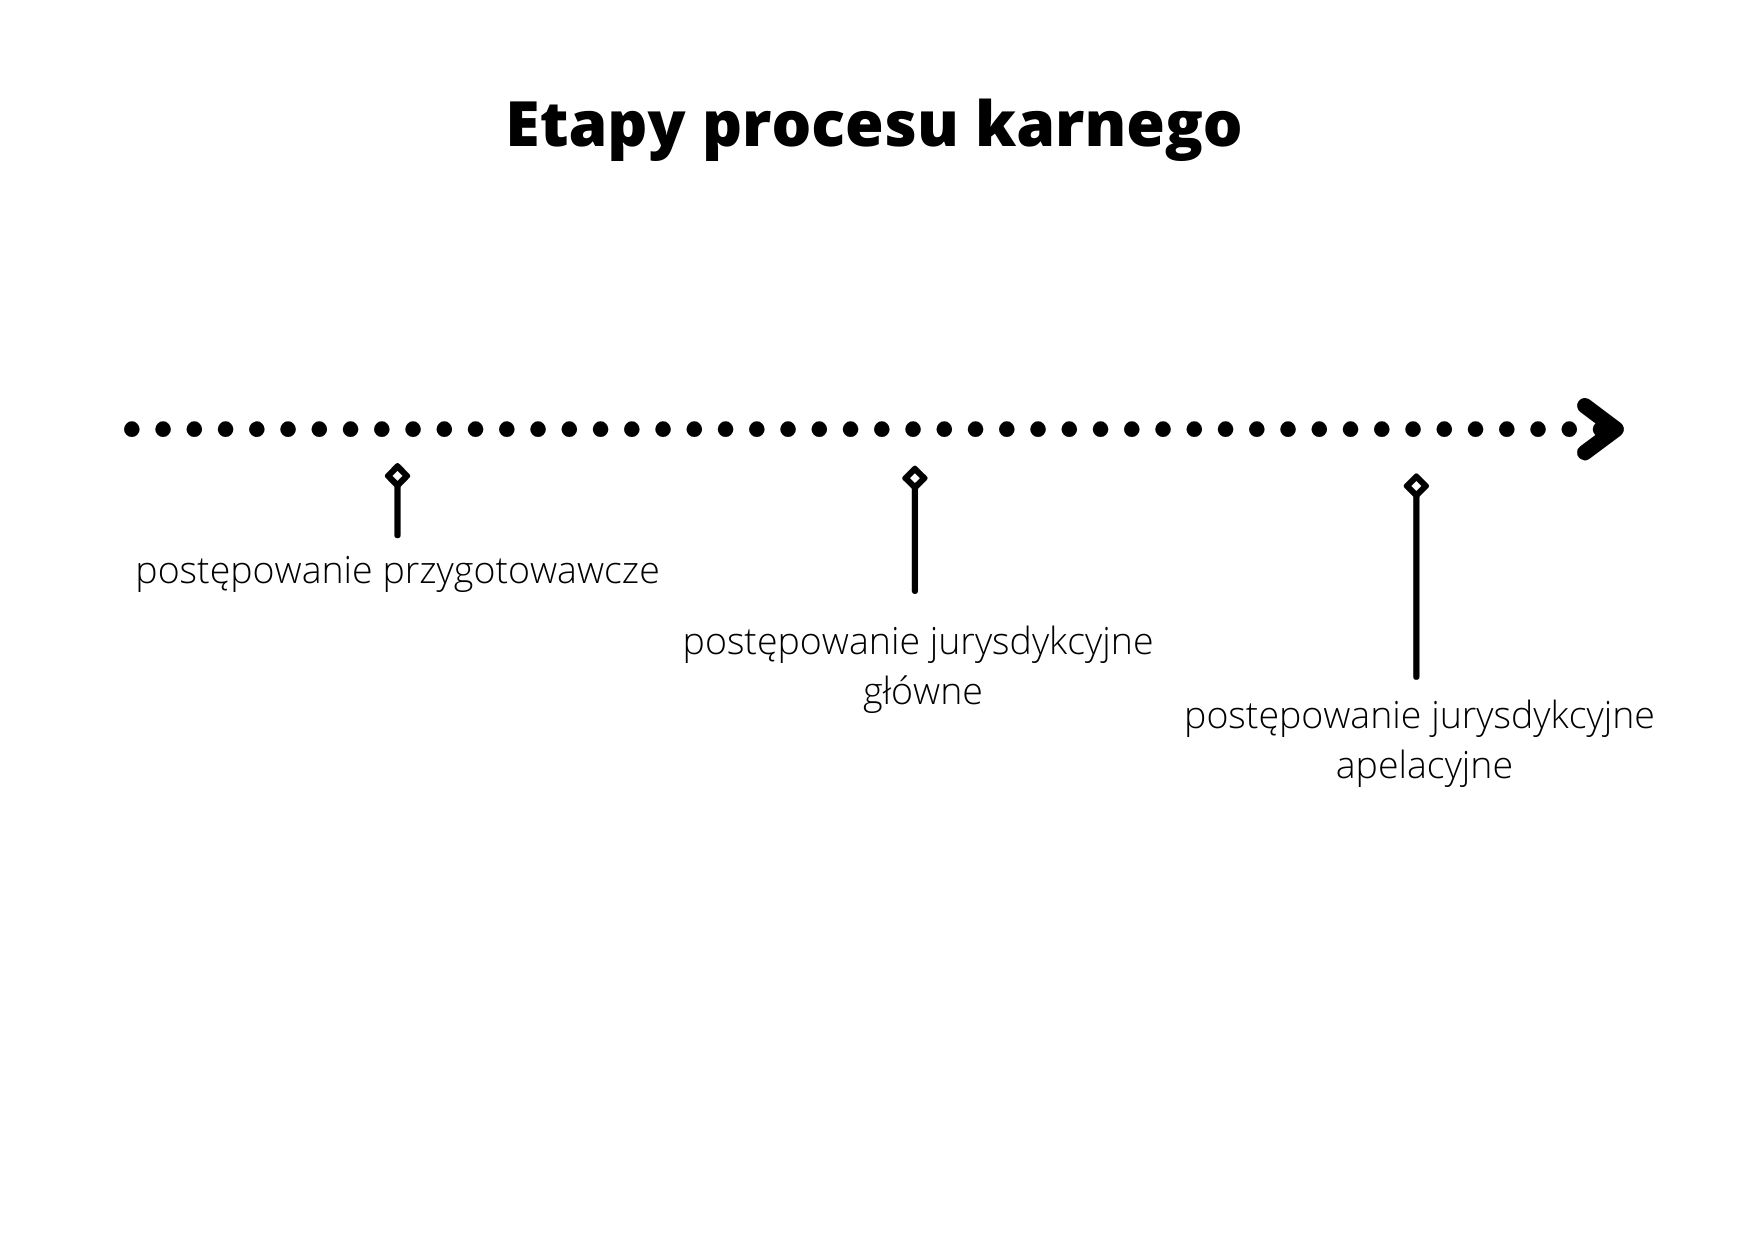 Etapy procesu karnego
postępowanie przygotowawcze
postępowanie jurysdykcyjne
główne
postępowanie jurysdykcyjne
apelacyjne